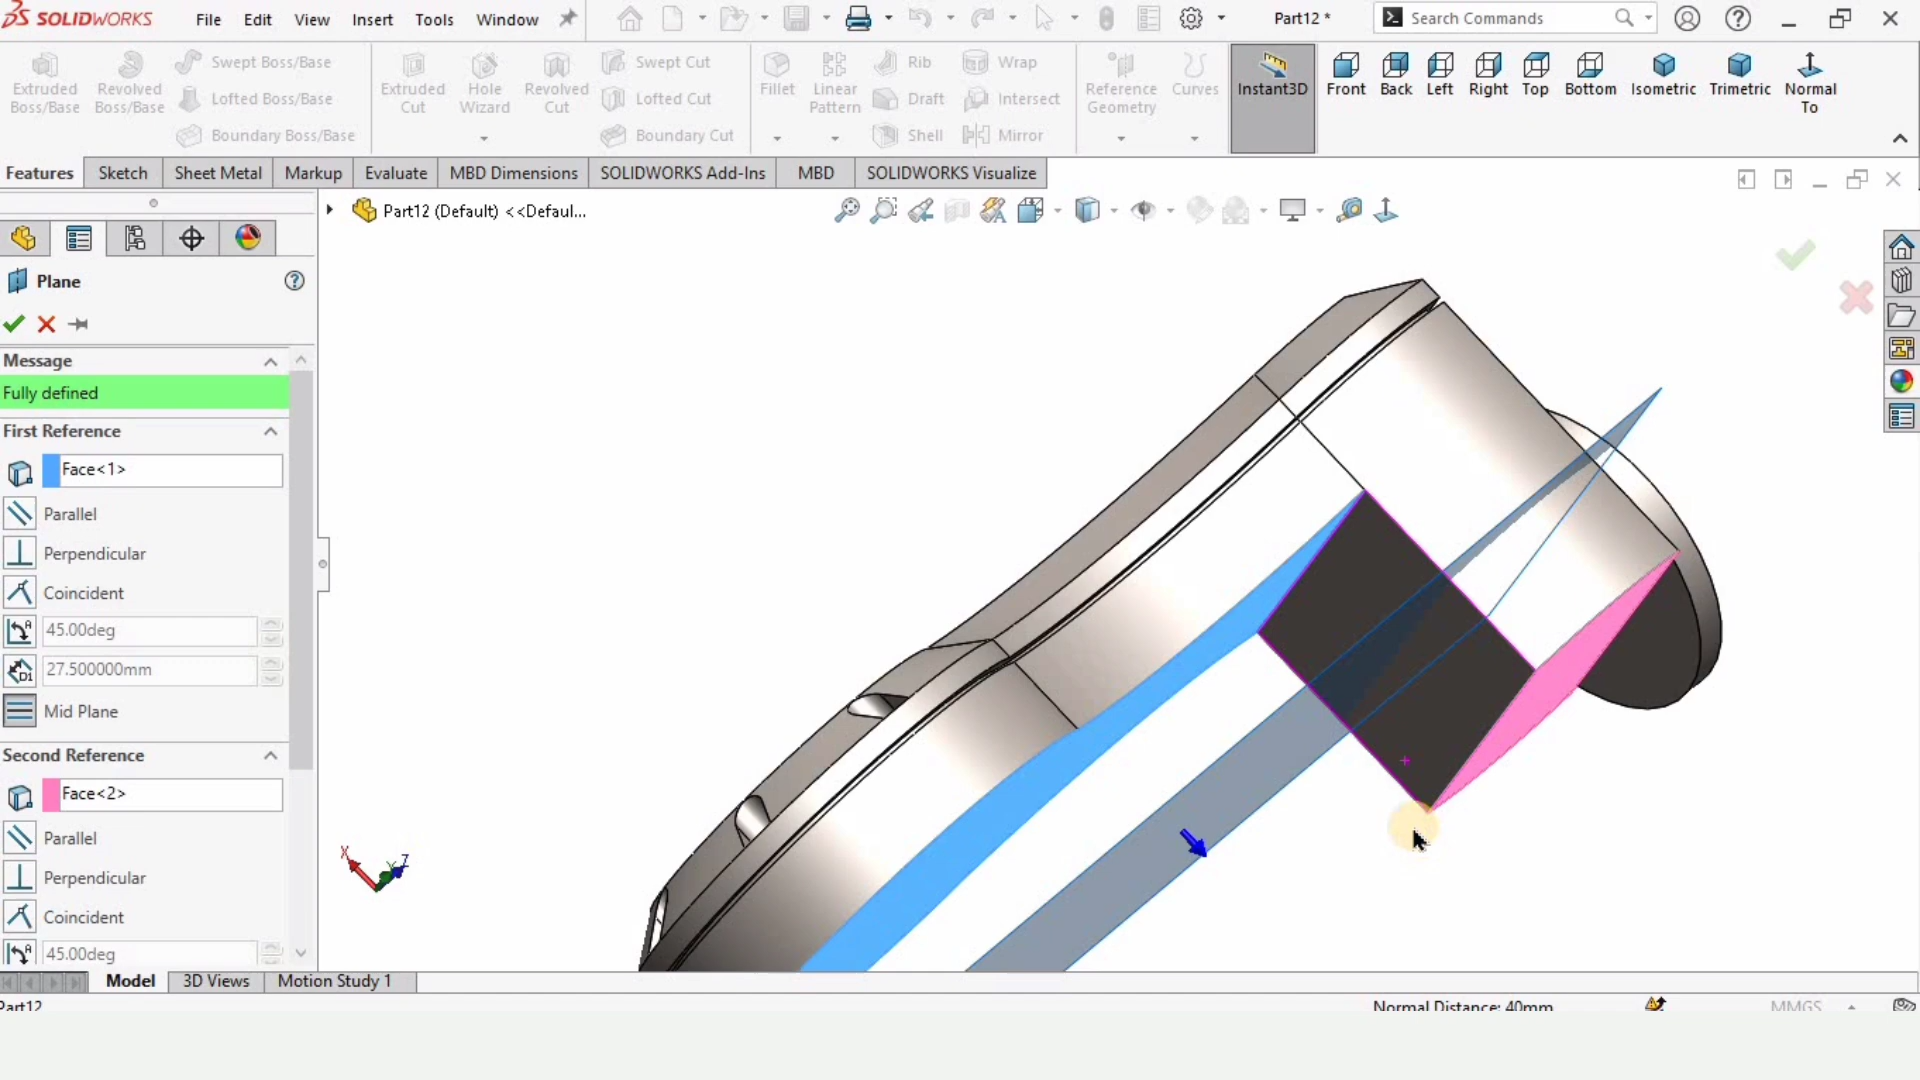 SOLIDWORKS File Edit View Insert Tools Window Part12 * Search Commands
Extruded Boss/Base
Revolved Boss/Base
Swept Boss/Base
Lofted Boss/Base
Boundary Boss/Base
Extruded Cut
Hole Wizard
Revolved Cut
Swept Cut
Lofted Cut
Boundary Cut
Fillet
Linear Pattern
Rib
Draft
Shell
Wrap
Intersect
Mirror
Reference Geometry
Curves
Instant3D
Front
Back
Left
Right
Top
Bottom
Isometric
Trimetric
Normal To
Features Sketch Sheet Metal Markup Evaluate MBD Dimensions SOLIDWORKS Add-Ins MBD SOLIDWORKS Visualize
Part12 (Default) <<Defaul...
Plane
Message
Fully defined
First Reference
Face<1>
Parallel
Perpendicular
Coincident
45.00deg
27.500000mm
Mid Plane
Second Reference
Face<2>
Parallel
Perpendicular
Coincident
45.00deg
X Y Z
Model 3D Views Motion Study 1
Part12 Normal Distance: 40mm MMGS